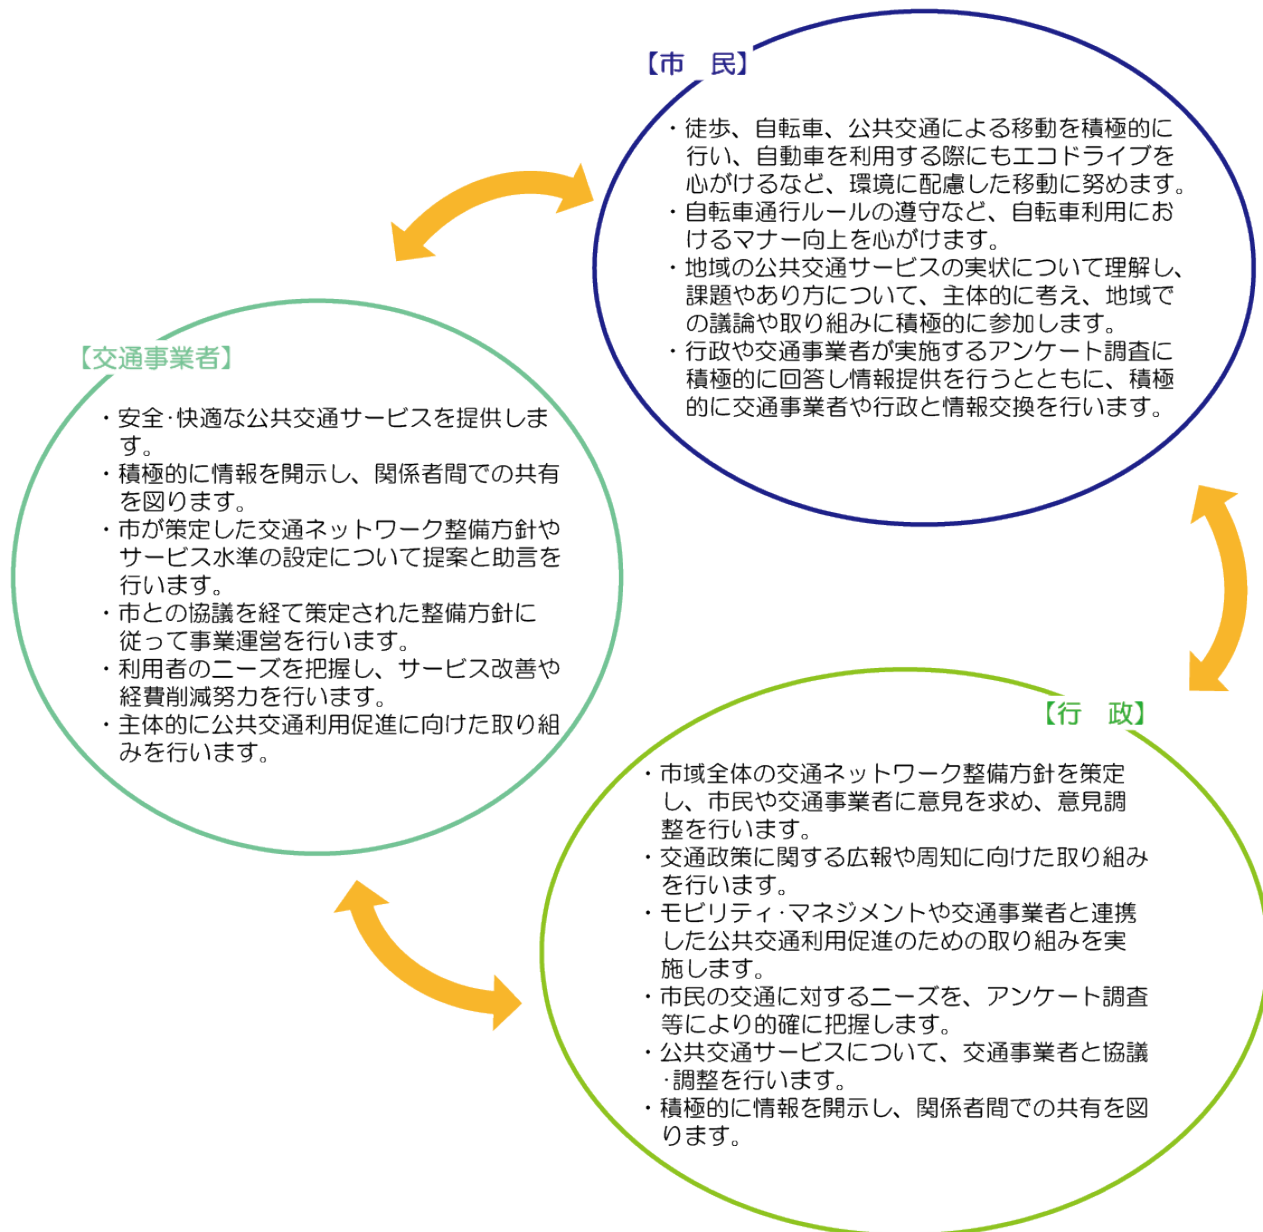 【市　民】
・徒歩、自転車、公共交通による移動を積極的に
行い、自動車を利用する際にもエコドライブを
心がけるなど、環境に配慮した移動に努めます。
・自転車通行ルールの遵守など、自転車利用にお
けるマナー向上を心がけます。
・地域の公共交通サービスの実状について理解し、
課題やあり方について、主体的に考え、地域で
の議論や取り組みに積極的に参加します。
・行政や交通事業者が実施するアンケート調査に
積極的に回答し情報提供を行うとともに、積極
的に交通事業者や行政と情報交換を行います。
【交通事業者】
・安全･快適な公共交通サービスを提供しま
す。
・積極的に情報を開示し、関係者間での共有
を図ります。
・市が策定した交通ネットワーク整備方針や
サービス水準の設定について提案と助言を
行います。
・市との協議を経て策定された整備方針に
従って事業運営を行います。
・利用者のニーズを把握し、サービス改善や
経費削減努力を行います。
・主体的に公共交通利用促進に向けた取り組
みを行います。
【行　政】
・市域全体の交通ネットワーク整備方針を策定
し、市民や交通事業者に意見を求め、意見調
整を行います。
・交通政策に関する広報や周知に向けた取り組み
を行います。
・モビリティ･マネジメントや交通事業者と連携
した公共交通利用促進のための取り組みを実
施します。
・市民の交通に対するニーズを、アンケート調査
等により的確に把握します。
・公共交通サービスについて、交通事業者と協議
･調整を行います。
・積極的に情報を開示し、関係者間での共有を図
ります。